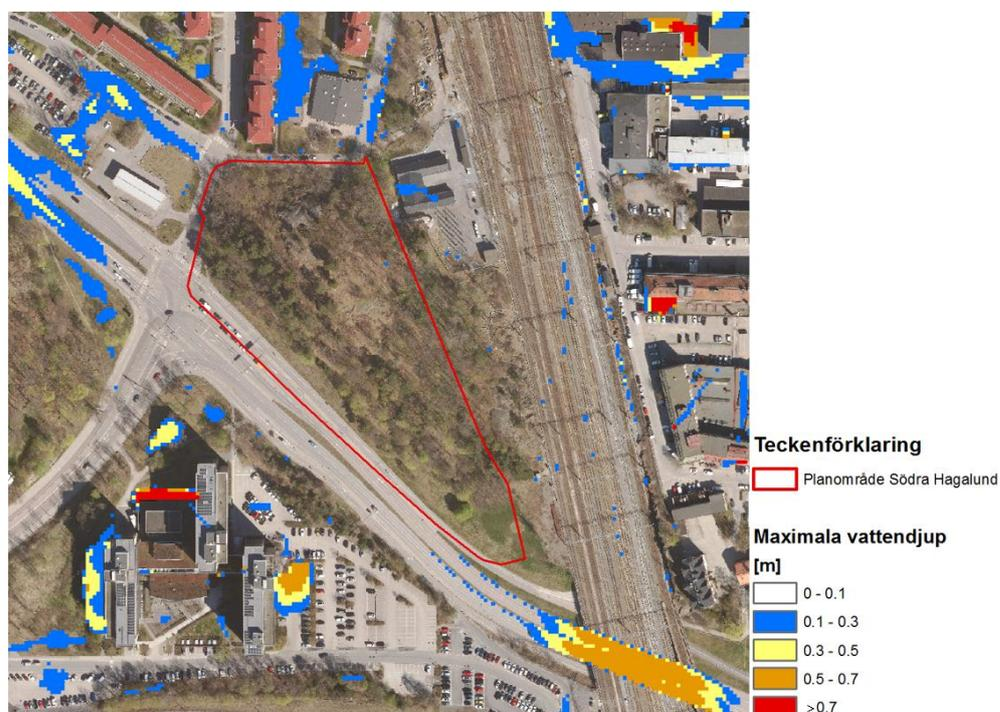 Teckenförklaring
Planområde Södra Hagalund
Maximala vattendjup
[m]
0 - 0.1
0.1 - 0.3
0.3 - 0.5
0.5 - 0.7
>0.7